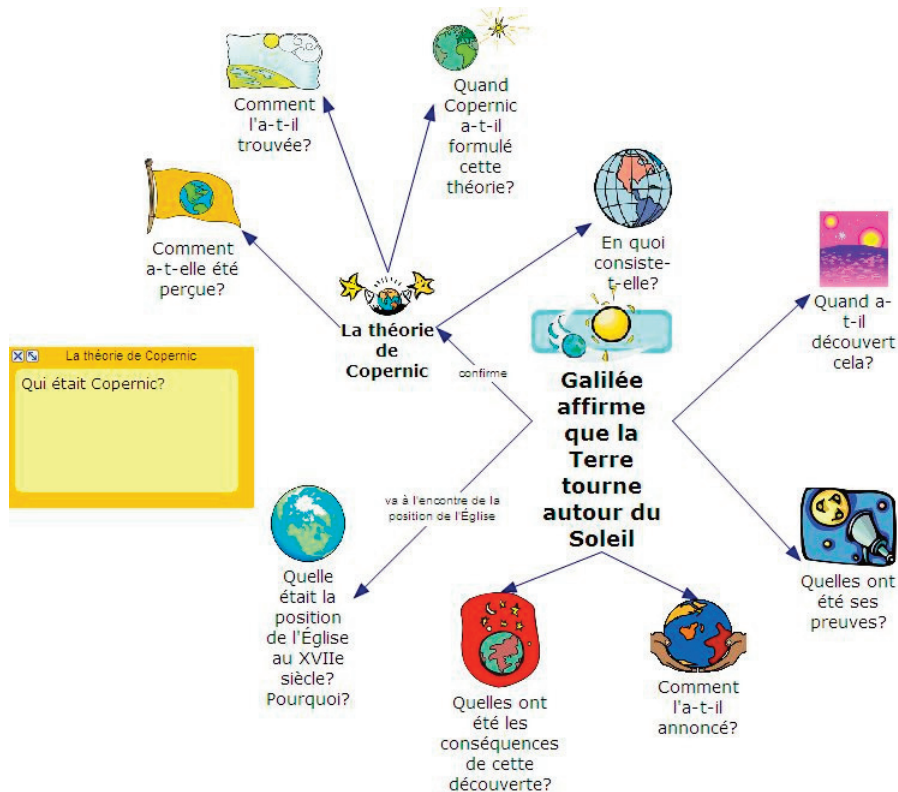 Comment
l'a-t-il
trouvée?
Quand
Copernic
a-t-il
formulé
cette
théorie?
Comment
a-t-elle été
perçue?
En quoi
consiste-
t-elle?
La théorie
de
Copernic
confirme
Quand a-
t-il
découvert
cela?
La théorie de Copernic
Qui était Copernic?
Galilée
affirme
que la
Terre
tourne
autour du
Soleil
va à l'encontre de la
position de l'Église
Quelle
était la
position
de l'Église
au XVIIe
siècle?
Pourquoi?
Quelles ont
été les
conséquences
de cette
découverte?
Comment
l'a-t-il
annoncé?
Quelles ont
été ses
preuves?